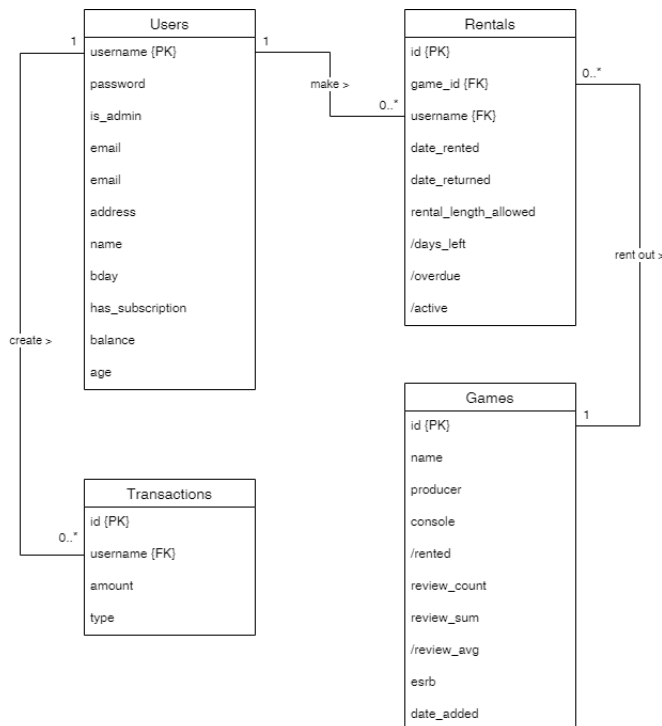 Users
1
username {PK}
password
is_admin
email
email
address
name
bday
has_subscription
balance
age
1
make >
0..*
Rentals
id {PK}
game_id {FK}
username {FK}
date_rented
date_returned
rental_length_allowed
/days_left
/overdue
/active
0..*
rent out >
1
create >
0..*
Transactions
id {PK}
username {FK}
amount
type
Games
id {PK}
name
producer
console
/rented
review_count
review_sum
/review_avg
esrb
date_added